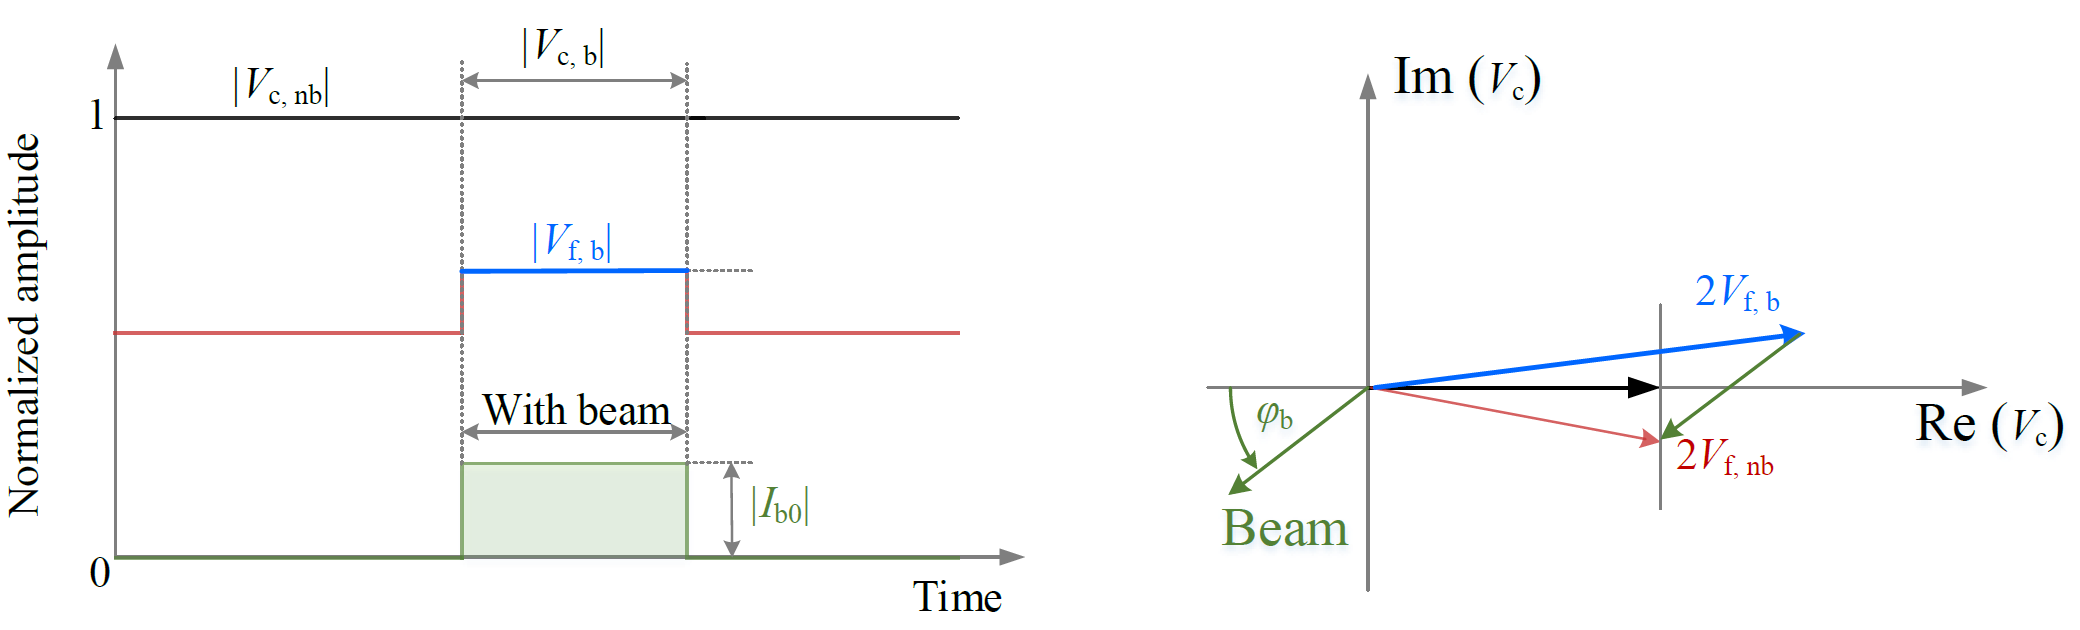 |Vc, nb|
|Vc, b|
1
Normalized amplitude
|Vf, b|
With beam
|Ib0|
0
Time
Im (Vc)
2Vf, b
φb
Re (Vc)
2Vf, nb
Beam